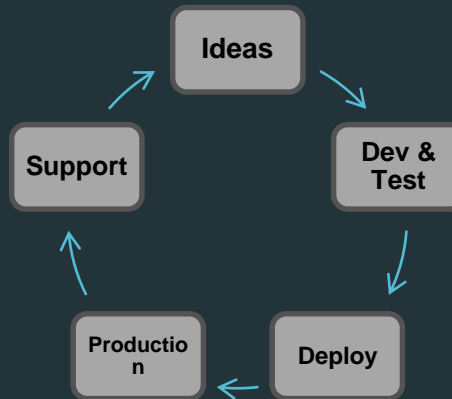 Ideas
Dev &
Test
Deploy
Productio
n
Support